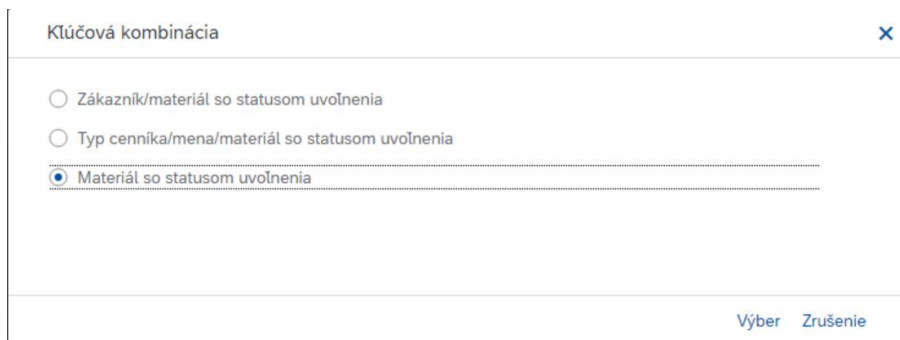 Kľúčová kombinácia
Zákazník/materiál so statusom uvoľnenia
Typ cenníka/mena/materiál so statusom uvoľnenia
Materiál so statusom uvoľnenia
Výber Zrušenie